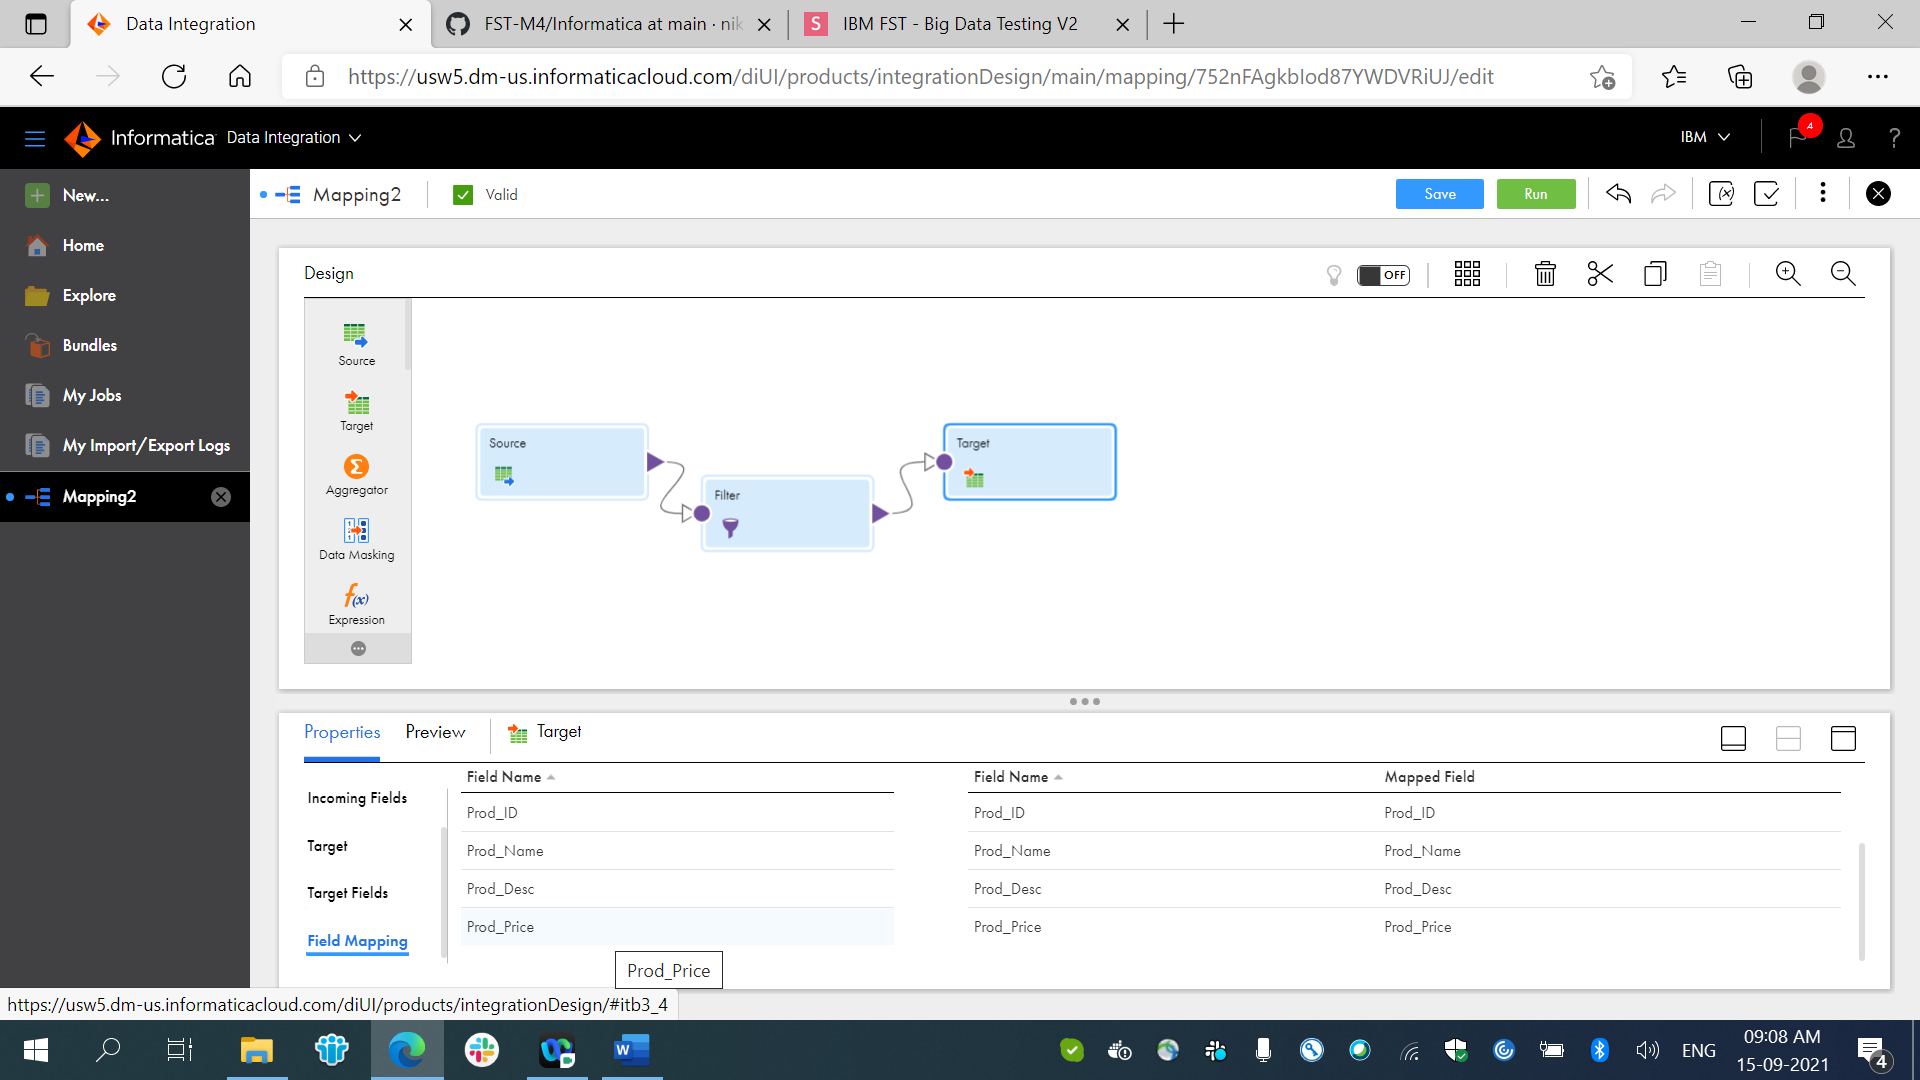 Data Integration
FST-M4/Informatica at main · nik
S IBM FST - Big Data Testing V2
https://usw5.dm-us.informaticacloud.com/diUI/products/integrationDesign/main/mapping/752nFAgkbIod87YWDVRiUJ/edit
Informatica Data Integration
IBM
4
?
New...
Home
Explore
Bundles
My Jobs
My Import/Export Logs
Mapping2
Mapping2
Valid
Save
Run
(x)
Design
OFF
Source
Target
Aggregator
Data Masking
f(x)
Expression
Source
Filter
Target
Properties
Preview
Target
Incoming Fields
Target
Target Fields
Field Mapping
Field Name
Prod_ID
Prod_Name
Prod_Desc
Prod_Price
Field Name Mapped Field
Prod_ID Prod_ID
Prod_Name Prod_Name
Prod_Desc Prod_Desc
Prod_Price Prod_Price
Prod_Price
https://usw5.dm-us.informaticacloud.com/diUI/products/integrationDesign/#itb3_4
W
ENG
09:08 AM
15-09-2021
4